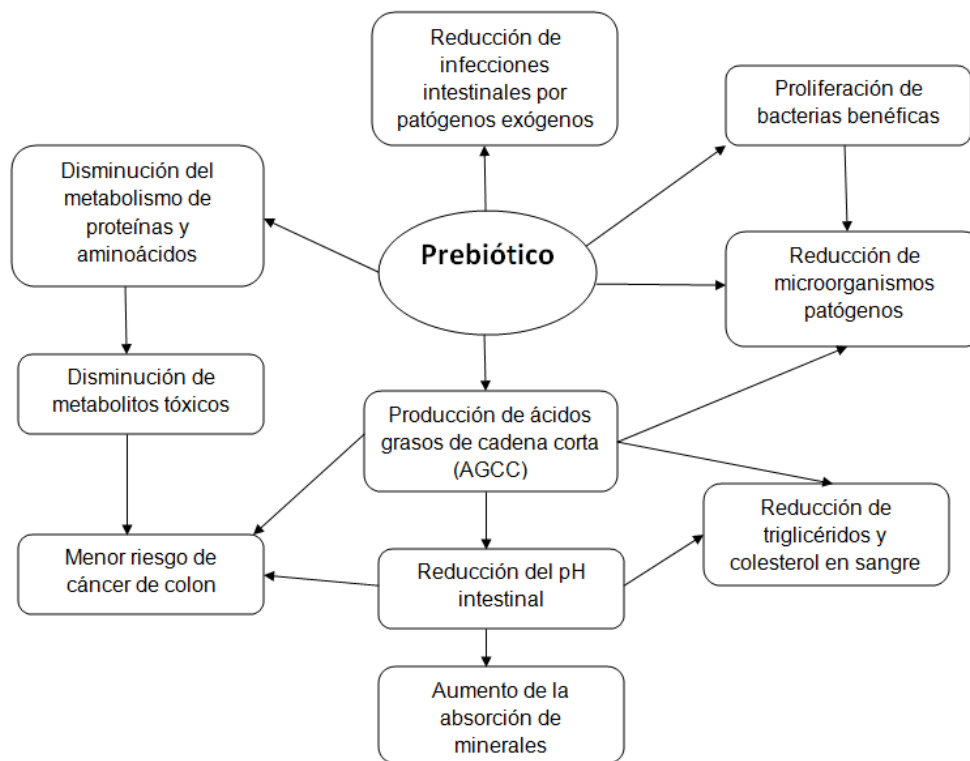 Reducción de
infecciones
intestinales por
patógenos exógenos
Proliferación de
bacterias benéficas
Disminución del
metabolismo de
proteínas y
aminoácidos
Prebiótico
Reducción de
microorganismos
patógenos
Disminución de
metabolitos tóxicos
Producción de ácidos
grasos de cadena corta
(AGCC)
Reducción de
triglicéridos y
colesterol en sangre
Menor riesgo de
cáncer de colon
Reducción del pH
intestinal
Aumento de la
absorción de
minerales